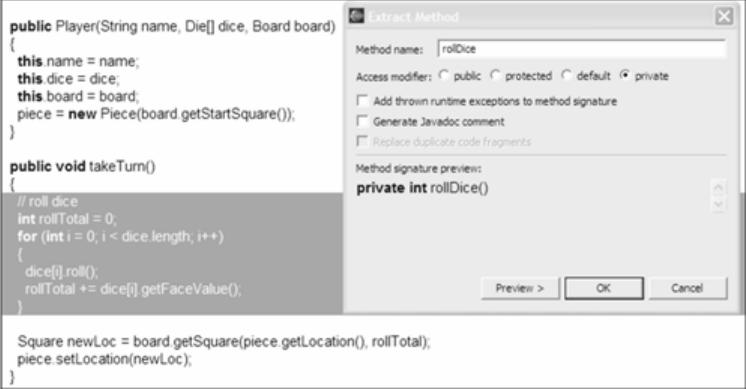 public Player(String name, Die[] dice, Board board)
{
this.name = name;
this.dice = dice;
this.board = board;
piece = new Piece(board.getStartSquare());
}
public void takeTurn()
{
// roll dice
int rollTotal = 0;
for (int i = 0; i < dice.length; i++)
{
dice[i].roll();
rollTotal += dice[i].getFaceValue();
}
Square newLoc = board.getSquare(piece.getLocation(), rollTotal);
piece.setLocation(newLoc);
}
Extract Method
Method name: rollDice
Access modifier: public protected default private
Add thrown runtime exceptions to method signature
Generate Javadoc comment
Replace duplicate code fragments
Method signature preview:
private int rollDice()
Preview > OK Cancel